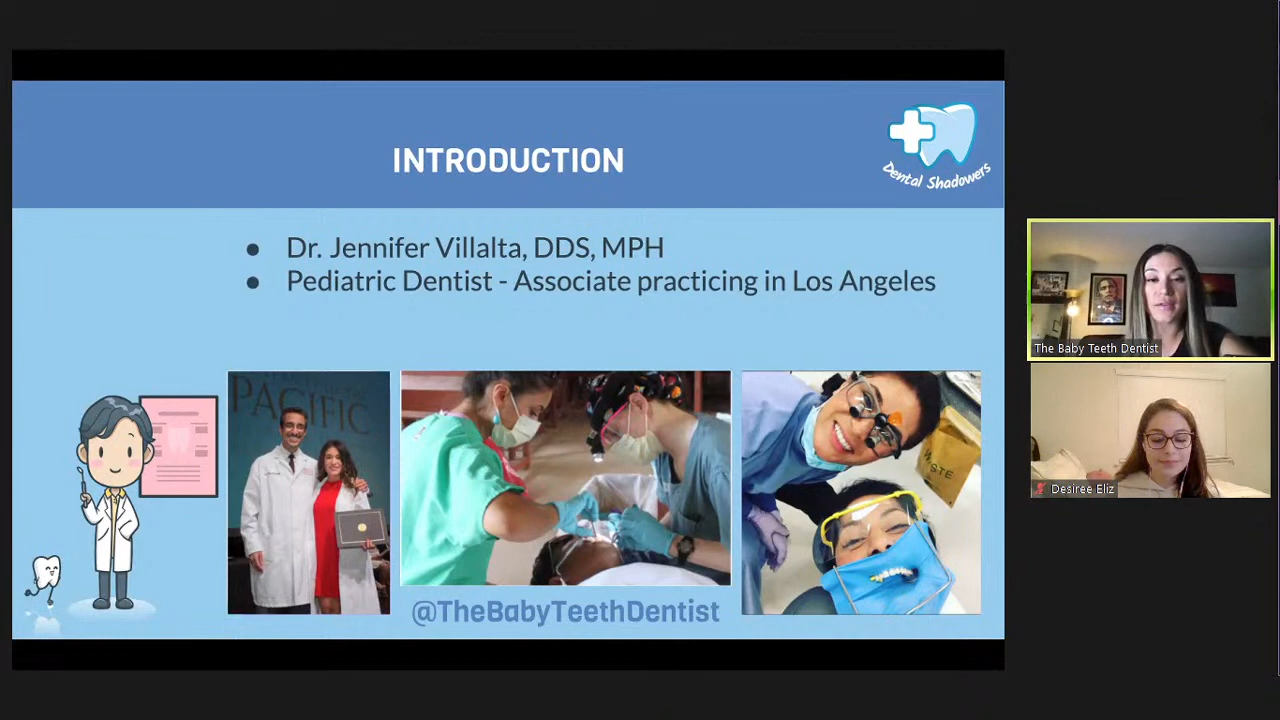 INTRODUCTION
Dental Shadowers
● Dr. Jennifer Villalta, DDS, MPH
● Pediatric Dentist - Associate practicing in Los Angeles
PACIFIC
WASTE
@TheBabyTeethDentist
The Baby Teeth Dentist
Desiree Eliz